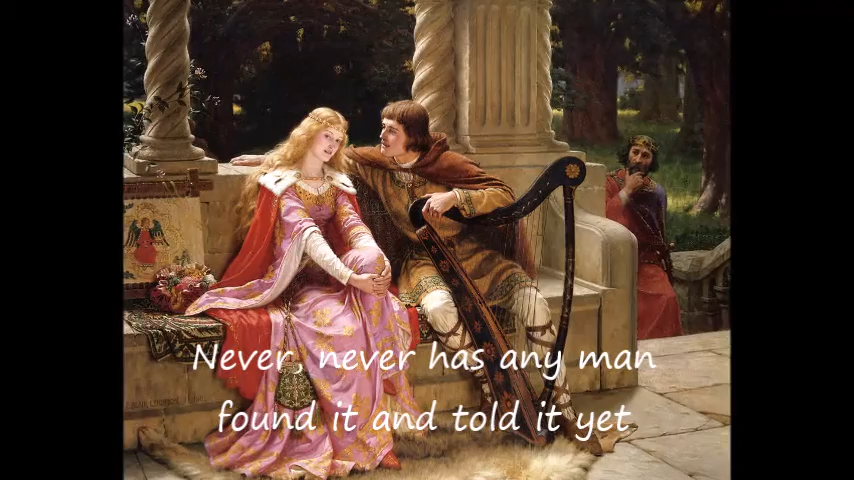 Never never has any man
found it and told it yet